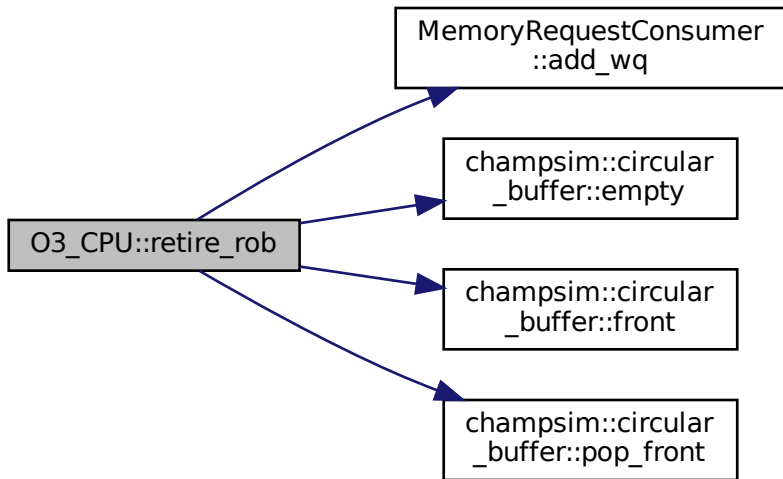 MemoryRequestConsumer
::add_wq
champsim::circular
_buffer::empty
O3_CPU::retire_rob
champsim::circular
_buffer::front
champsim::circular
_buffer::pop_front